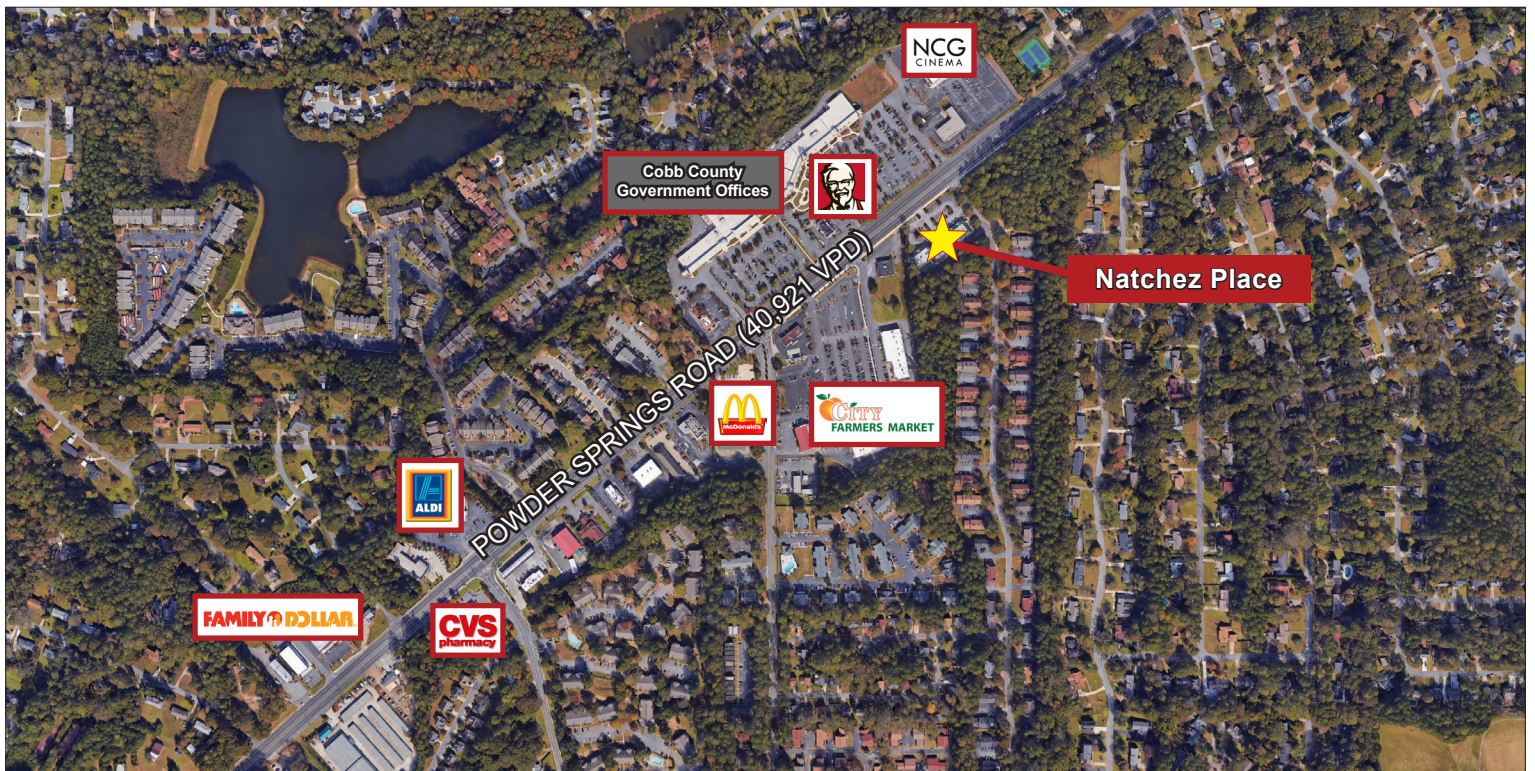 NCG
CINEMA
Cobb County
Government Offices
Natchez Place
POWDER SPRINGS ROAD (40,921 VPD)
McDonald's
CiTY
FARMERS MARKET
ALDI
FAMILY DOLLAR
CVS
pharmacy